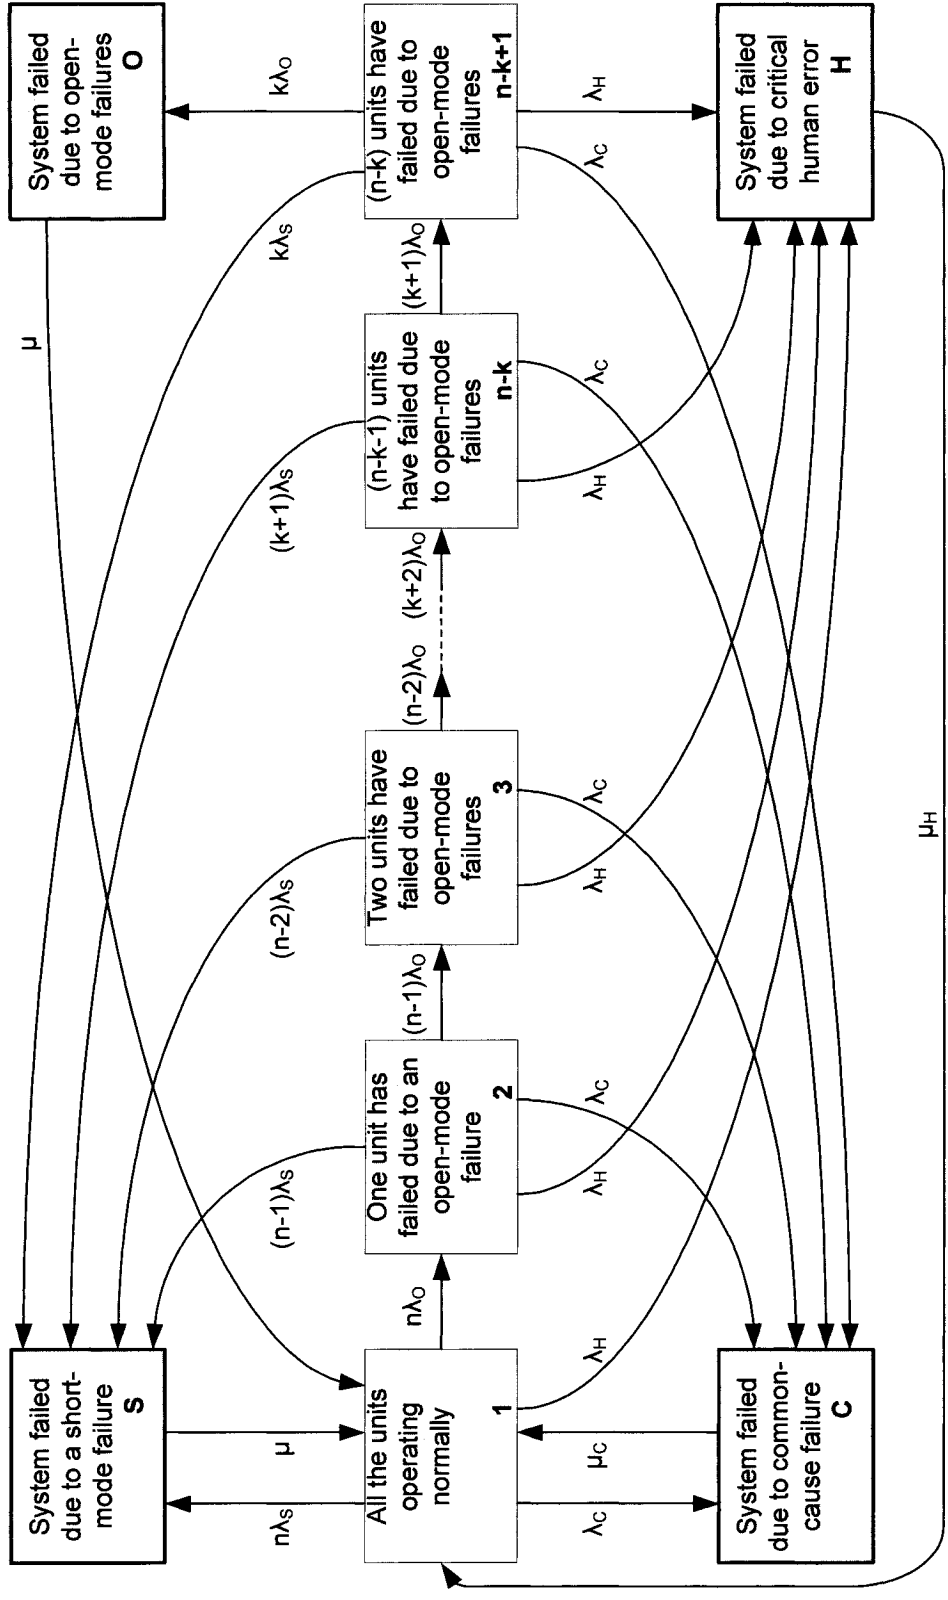 System failed
due to a short-
mode failure
S
System failed
due to open-
mode failures
O
μ
kλS
(k+1)λS
(n-2)λS
(n-1)λS
nλS
μ
kλO
All the units
operating
normally
1
nλO
One unit has
failed due to an
open-mode
failure
2
(n-1)λO
Two units have
failed due to
open-mode
failures
3
(n-2)λO
(k+2)λO
(n-k-1) units
have failed due
to open-mode
failures
n-k
(k+1)λO
(n-k) units have
failed due to
open-mode
failures
n-k+1
λC
μC
λH
λH
λC
λH
λC
λH
λC
λC
λH
System failed
due to common-
cause failure
C
System failed
due to critical
human error
H
μH